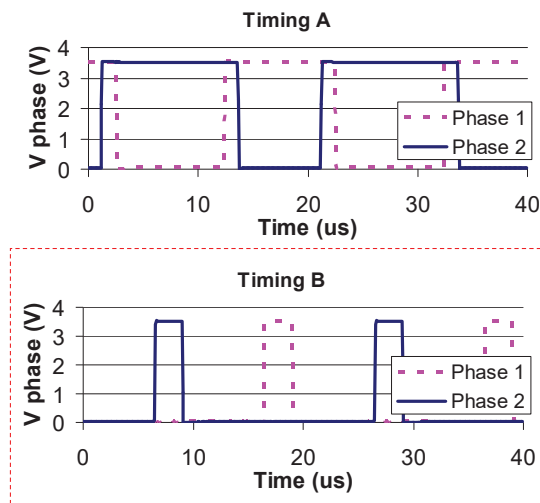 Timing A
V phase (V)
4
3
2
1
0
Phase 1
Phase 2
0 10 20 30 40
Time (us)
Timing B
V phase (V)
4
3
2
1
0
Phase 1
Phase 2
0 10 20 30 40
Time (us)